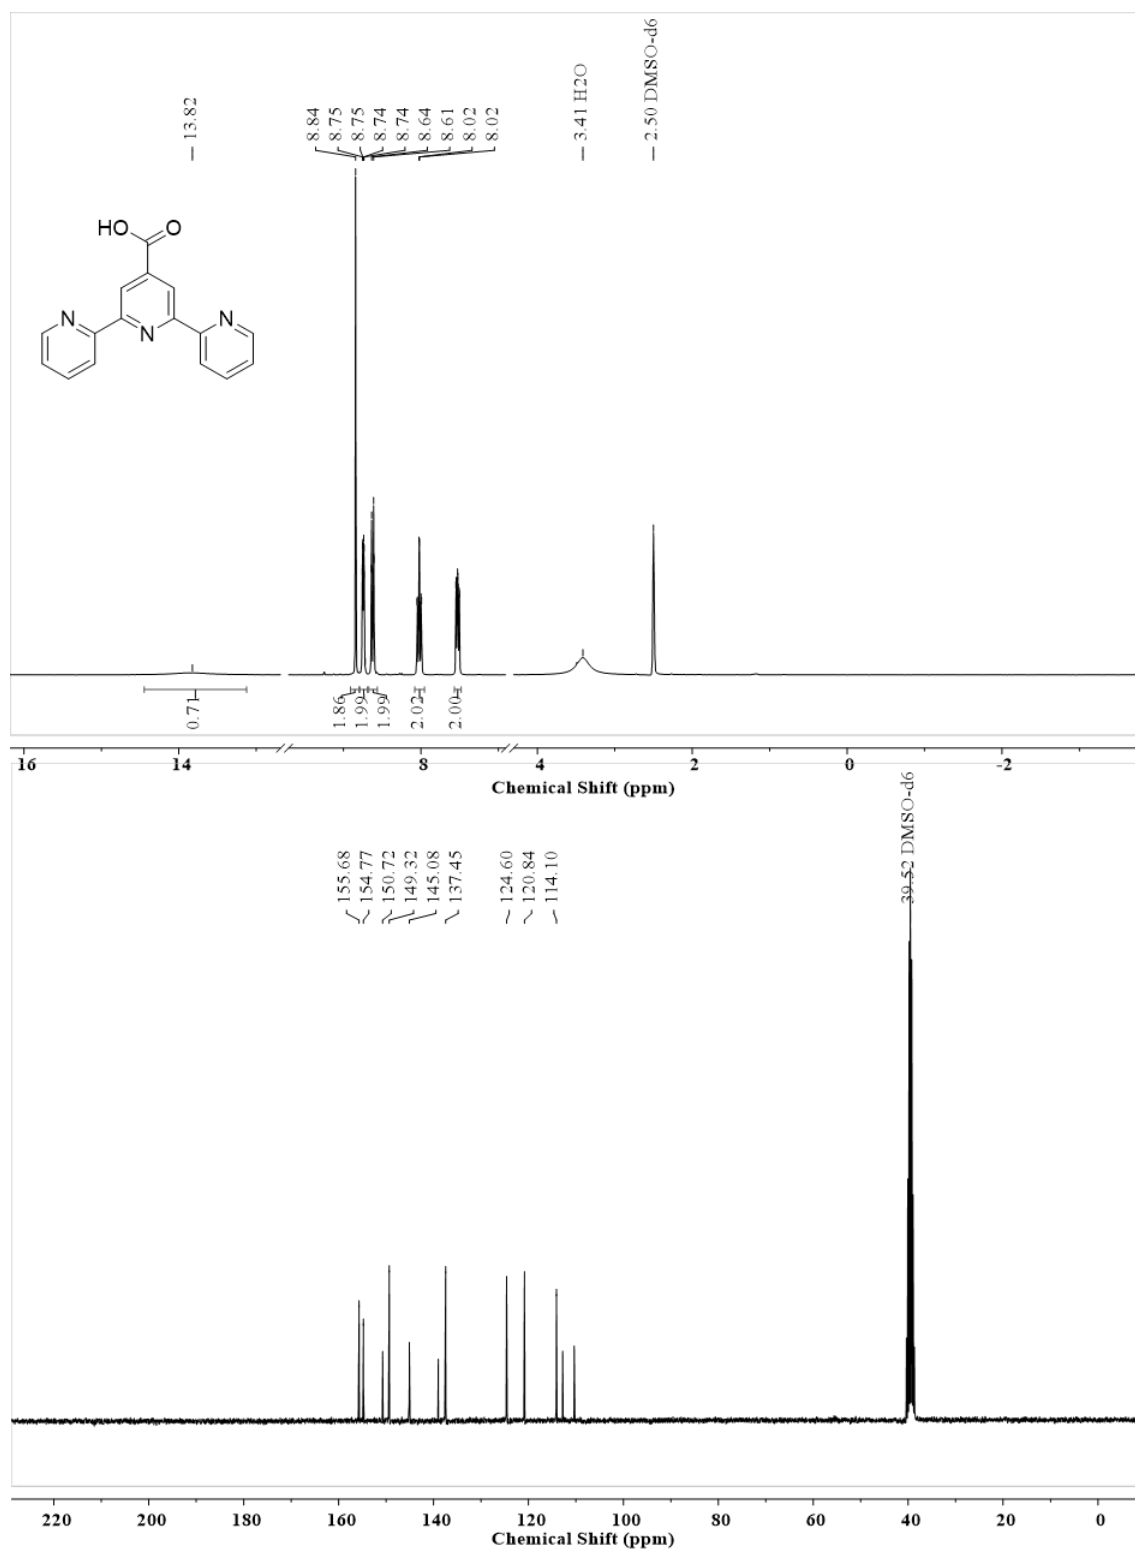 13.82
8.84
8.75
8.75
8.74
8.74
8.64
8.61
8.02
8.02
3.41 H2O
2.50 DMSO-d6
HO
O
N
N
N
0.71
1.86
1.99
1.99
2.02
2.00
16 14 8 4 2 0 -2
Chemical Shift (ppm)
155.68
154.77
150.72
149.32
145.08
137.45
124.60
120.84
114.10
39.52 DMSO-d6
220 200 180 160 140 120 100 80 60 40 20 0
Chemical Shift (ppm)